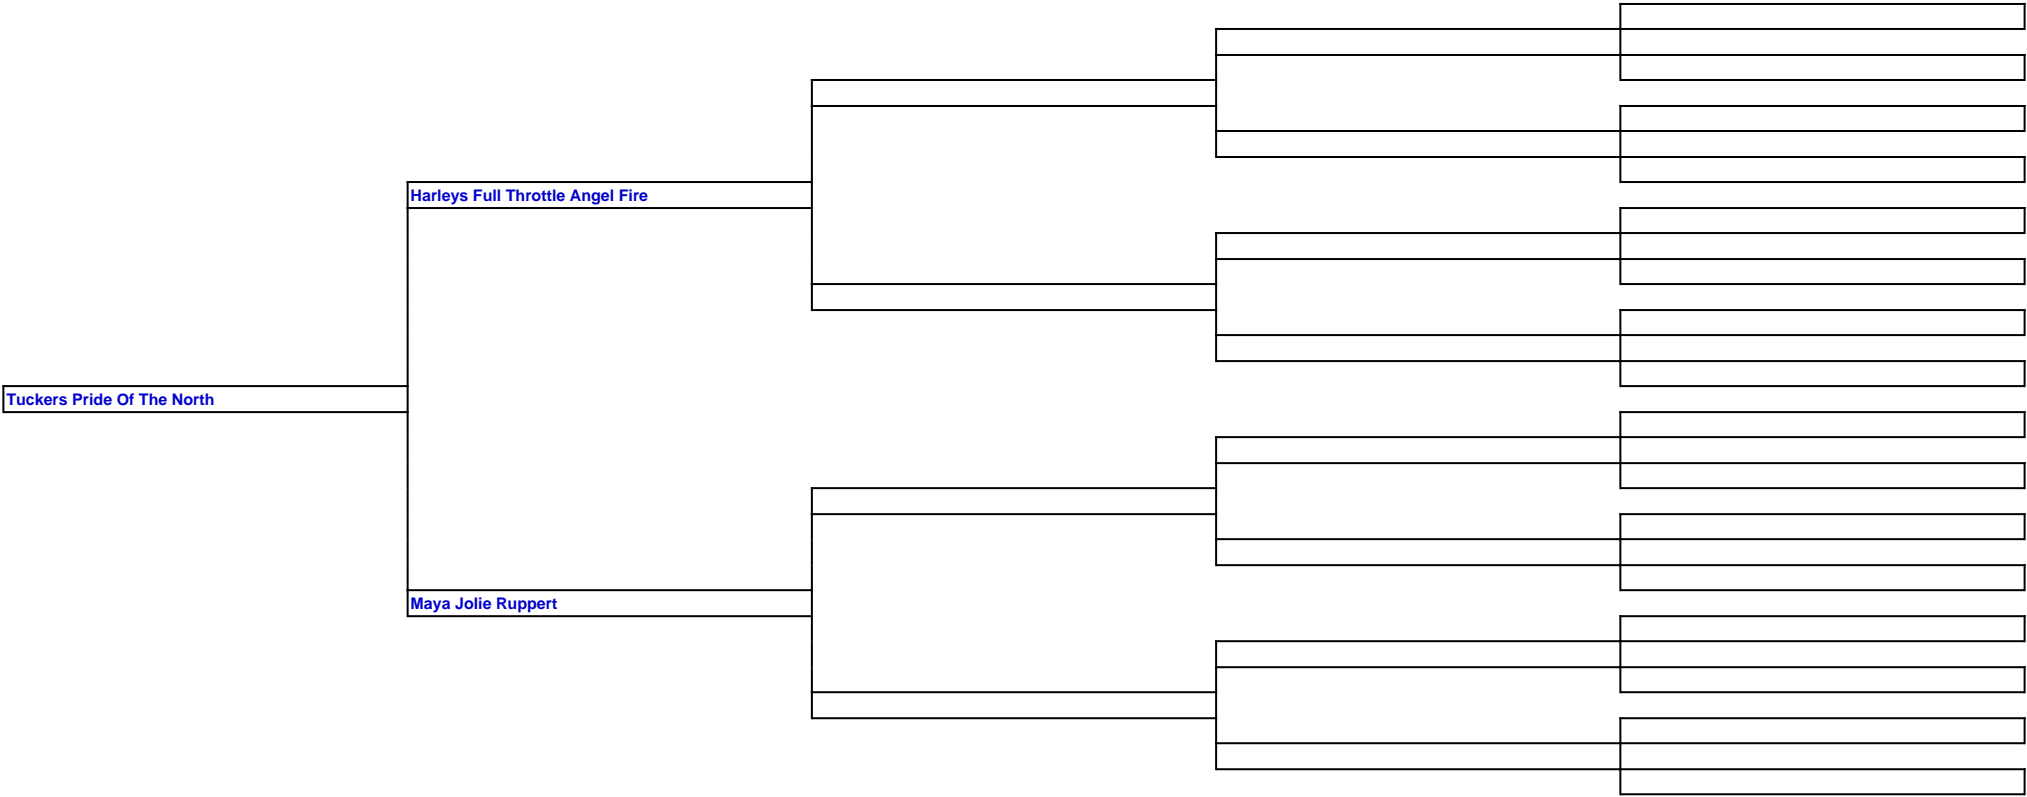 Harleys Full Throttle Angel Fire
Tuckers Pride Of The North
Maya Jolie Ruppert